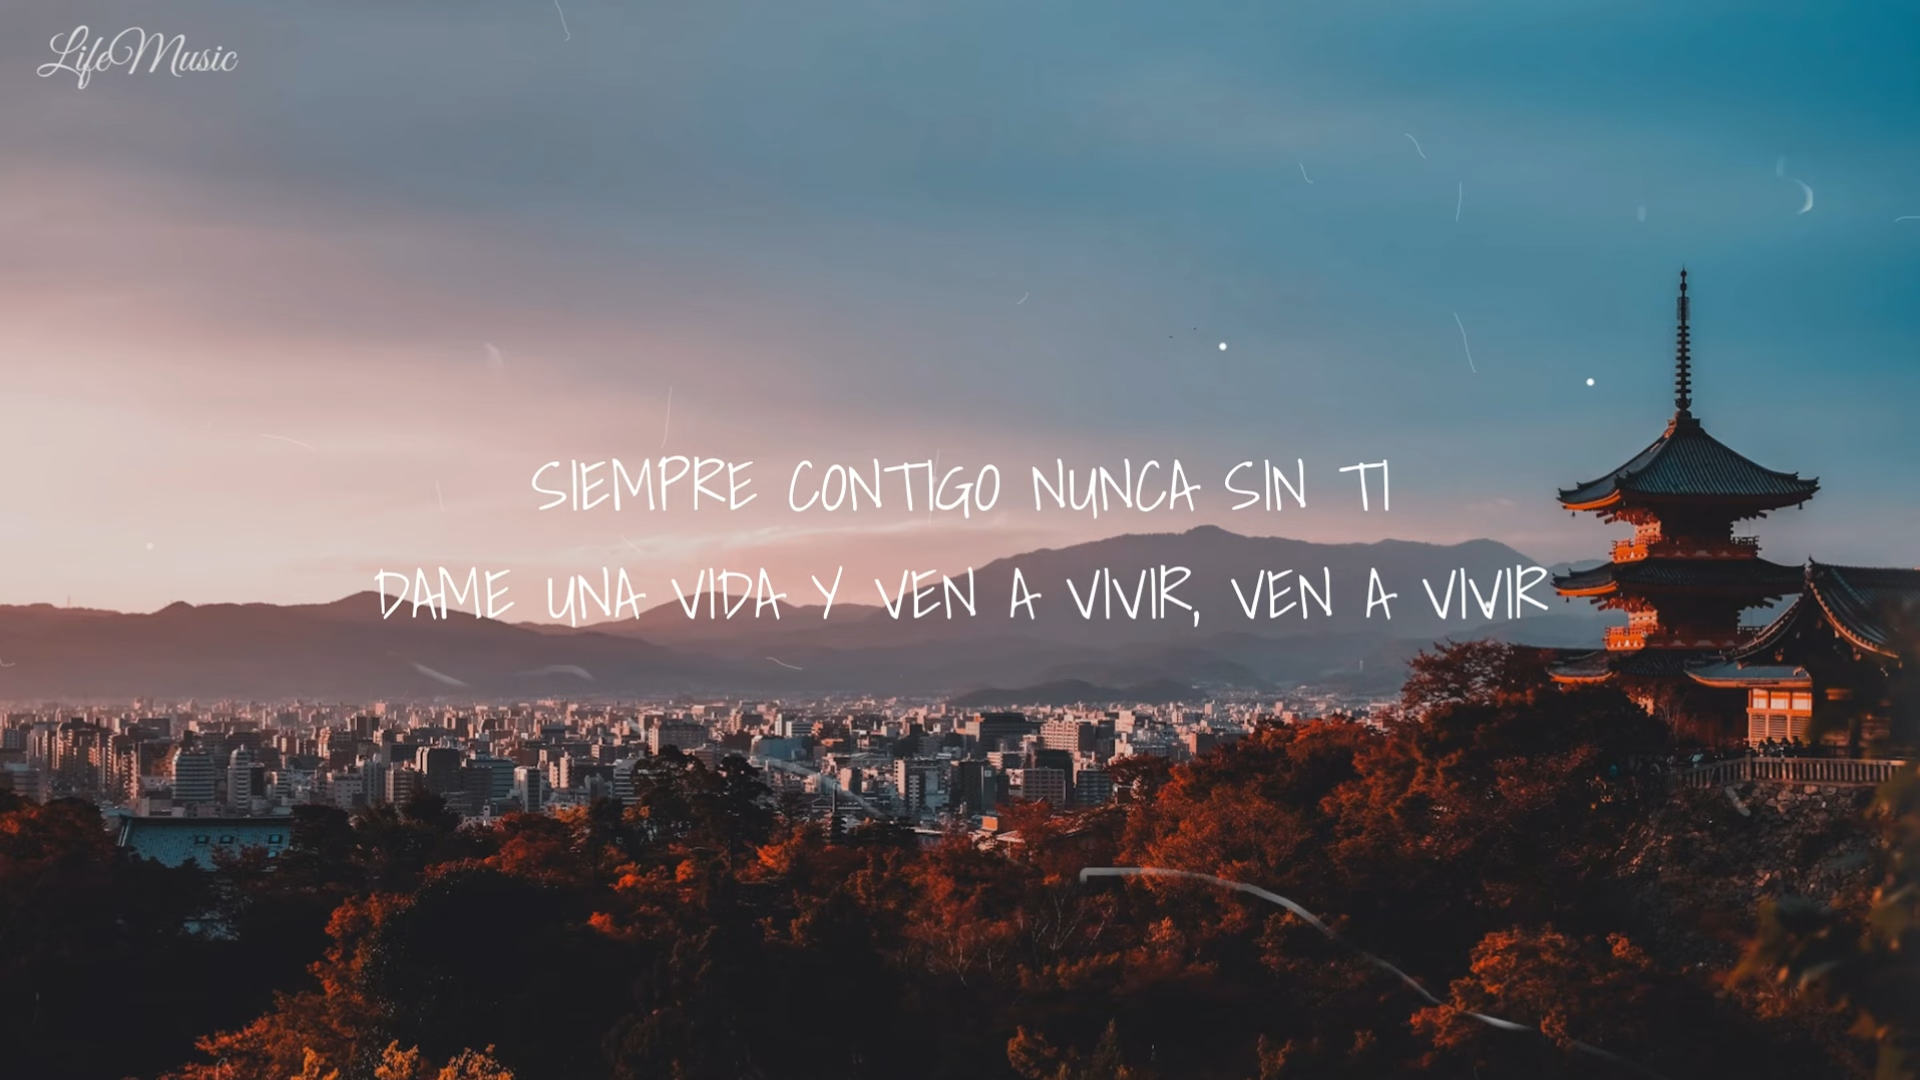 LifeMusic
SIEMPRE CONTIGO NUNCA SIN TI
DAME UNA VIDA Y VEN A VIVIR, VEN A VIVIR